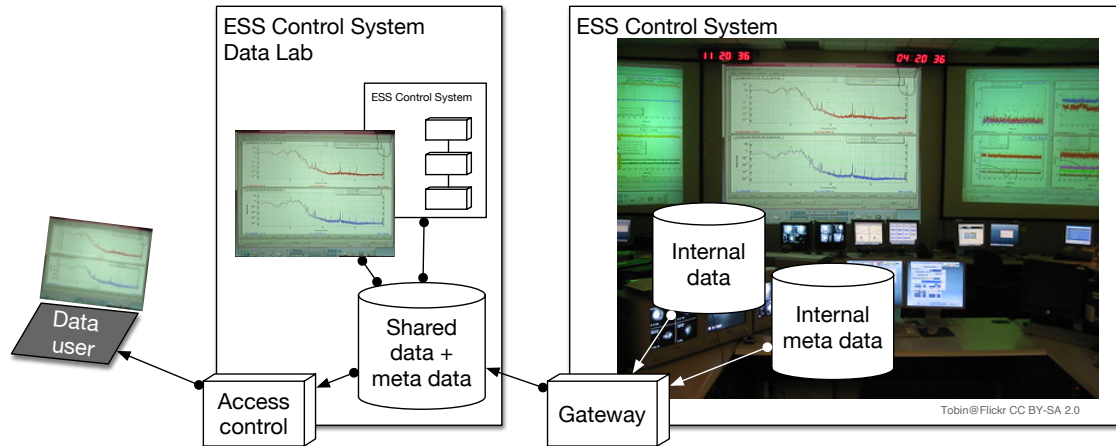 ESS Control System
Data Lab
ESS Control System
ESS Control System
11 20 36
04:20 36
Internal
data
Internal
meta data
Shared
data +
meta data
Data
user
Access
control
Gateway
Tobin@Flickr CC BY-SA 2.0